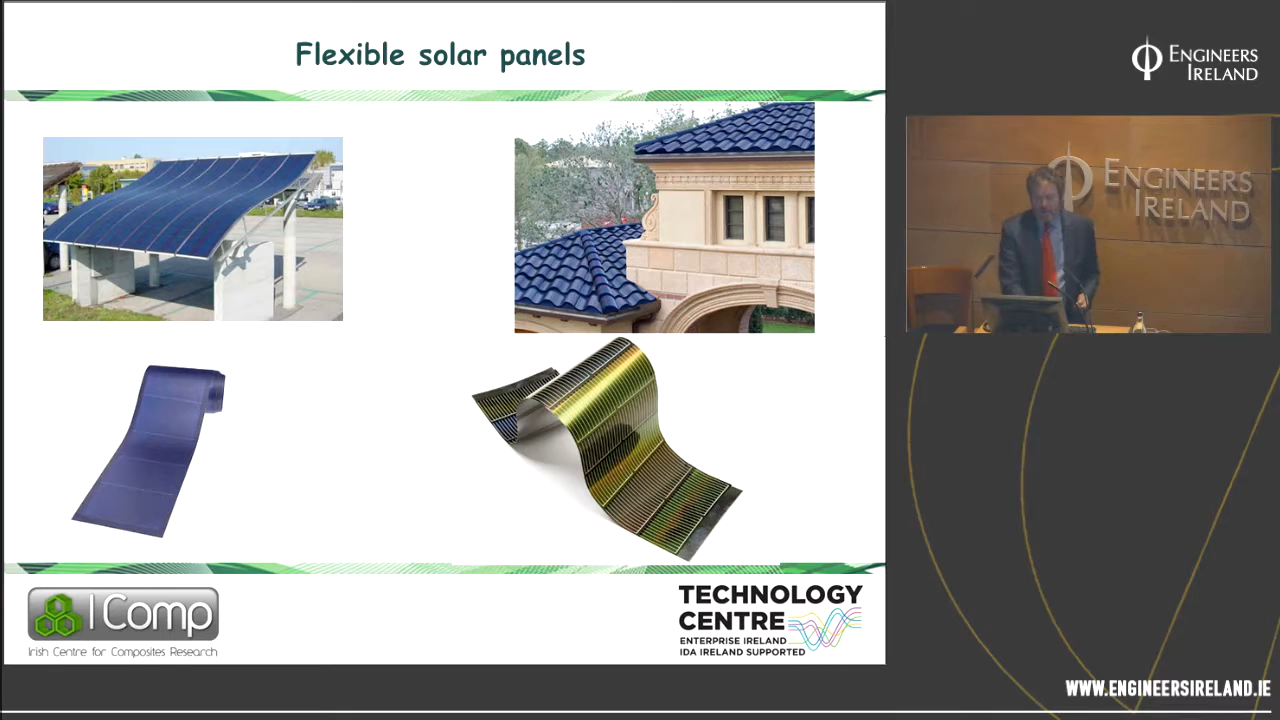 Flexible solar panels
I Comp
Irish Centre for Composites Research
TECHNOLOGY
CENTRE
ENTERPRISE IRELAND
IDA IRELAND SUPPORTED
ENGINEERS
IRELAND
ENGINEERS
IRELAND
WWW.ENGINEERSIRELAND.IE